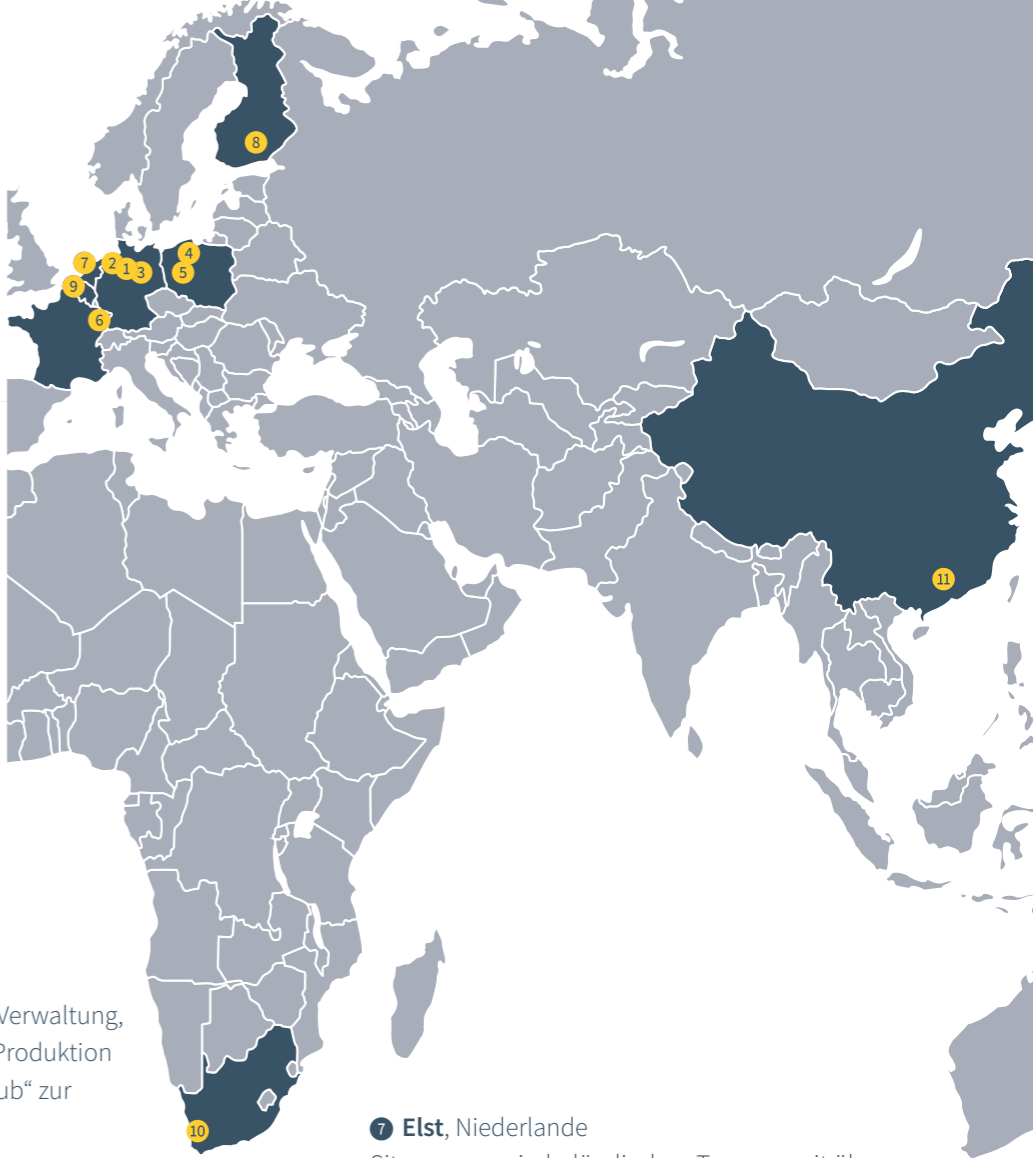 8
4
7
2
1
3
5
9
6
11
Verwaltung,
Produktion
ub“ zur
10
7 Elst, Niederlande